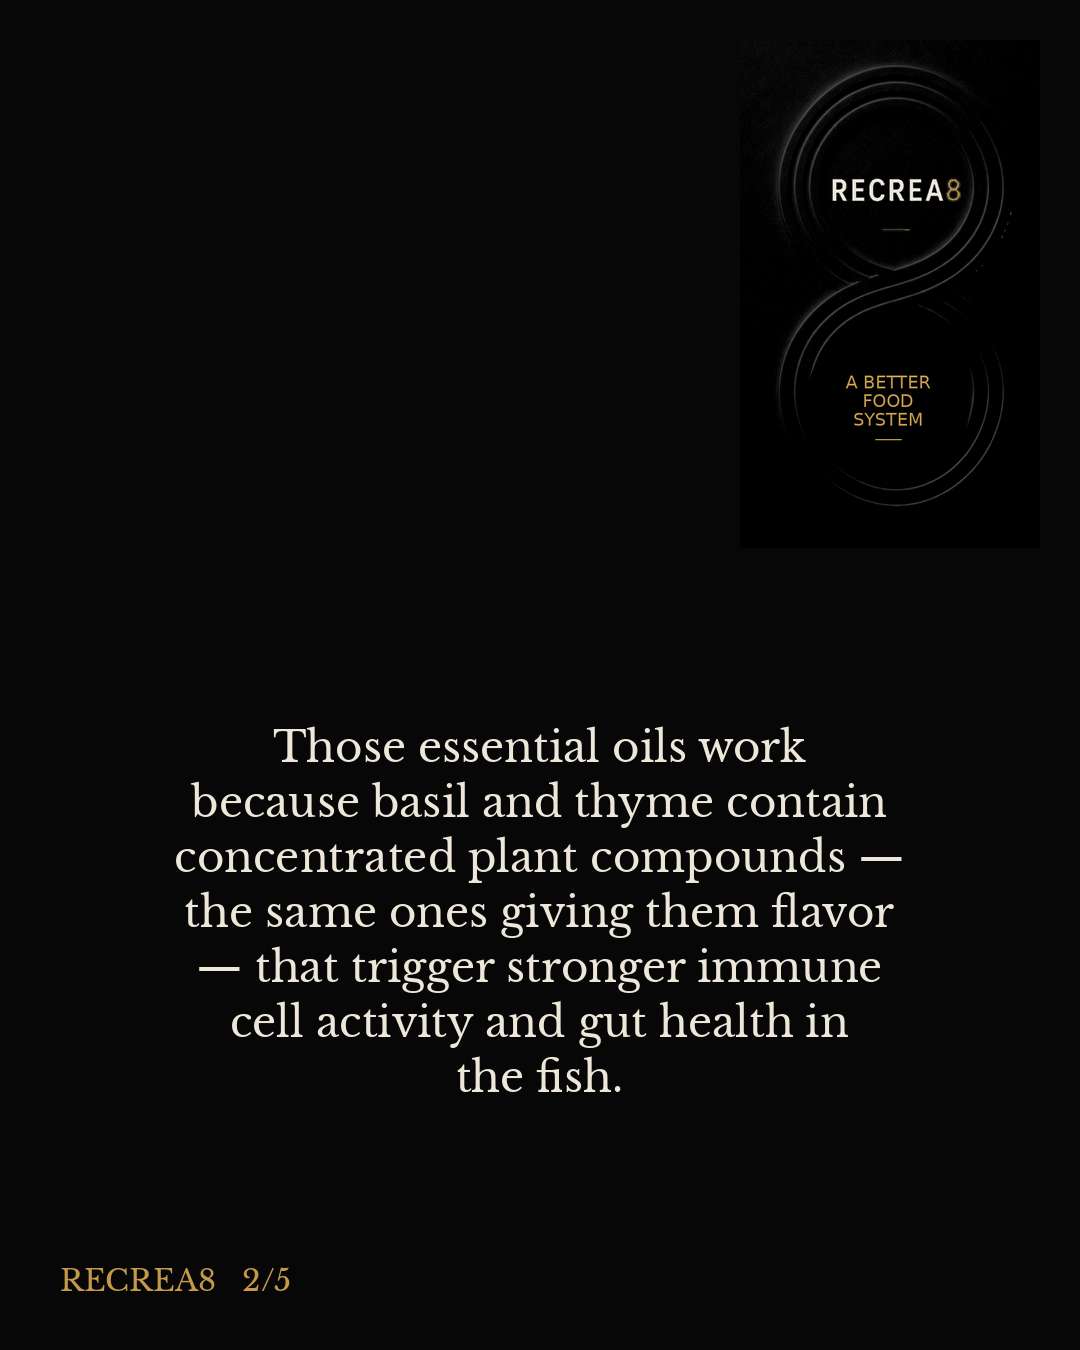 RECREA8
A BETTER
FOOD
SYSTEM
Those essential oils work
because basil and thyme contain
concentrated plant compounds —
the same ones giving them flavor
— that trigger stronger immune
cell activity and gut health in
the fish.
RECREA8 2/5